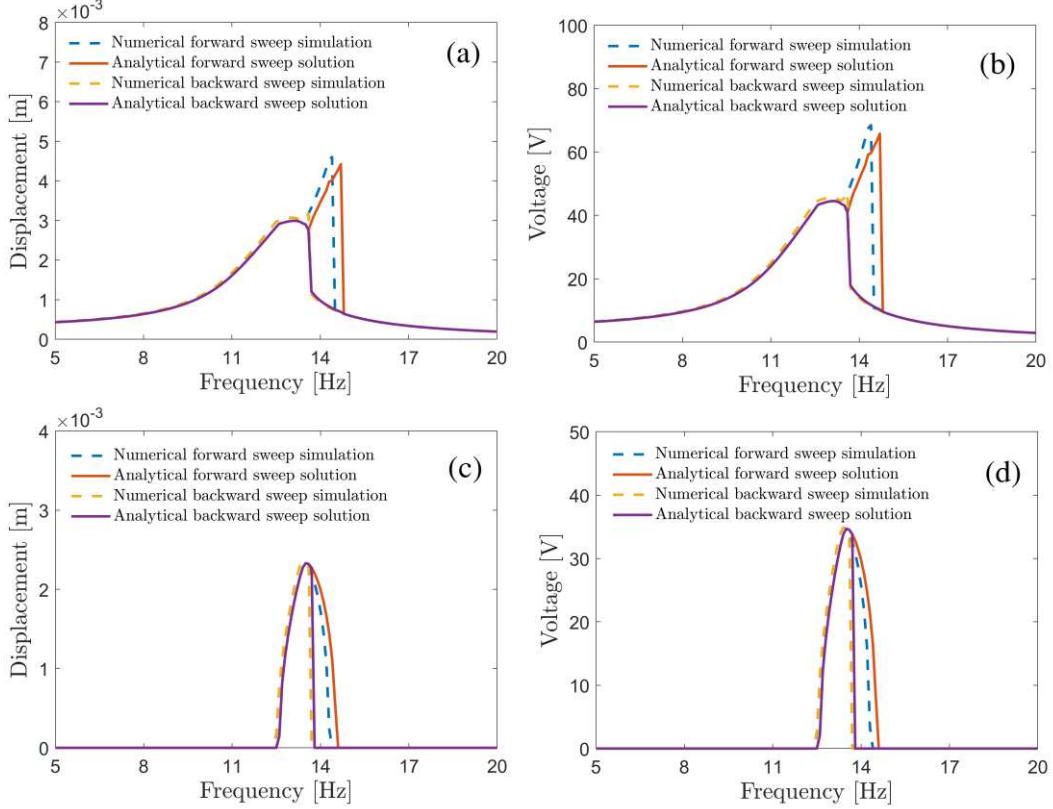 ×10⁻³
8
7
6
5
4
3
2
1
0
Displacement [m]
Numerical forward sweep simulation
Analytical forward sweep solution
Numerical backward sweep simulation
Analytical backward sweep solution
(a)
5 8 11 14 17 20
Frequency [Hz]
100
80
60
40
20
0
Voltage [V]
Numerical forward sweep simulation
Analytical forward sweep solution
Numerical backward sweep simulation
Analytical backward sweep solution
(b)
5 8 11 14 17 20
Frequency [Hz]
×10⁻³
4
3
2
1
0
Displacement [m]
Numerical forward sweep simulation
Analytical forward sweep solution
Numerical backward sweep simulation
Analytical backward sweep solution
(c)
5 8 11 14 17 20
Frequency [Hz]
50
40
30
20
10
0
Voltage [V]
Numerical forward sweep simulation
Analytical forward sweep solution
Numerical backward sweep simulation
Analytical backward sweep solution
(d)
5 8 11 14 17 20
Frequency [Hz]